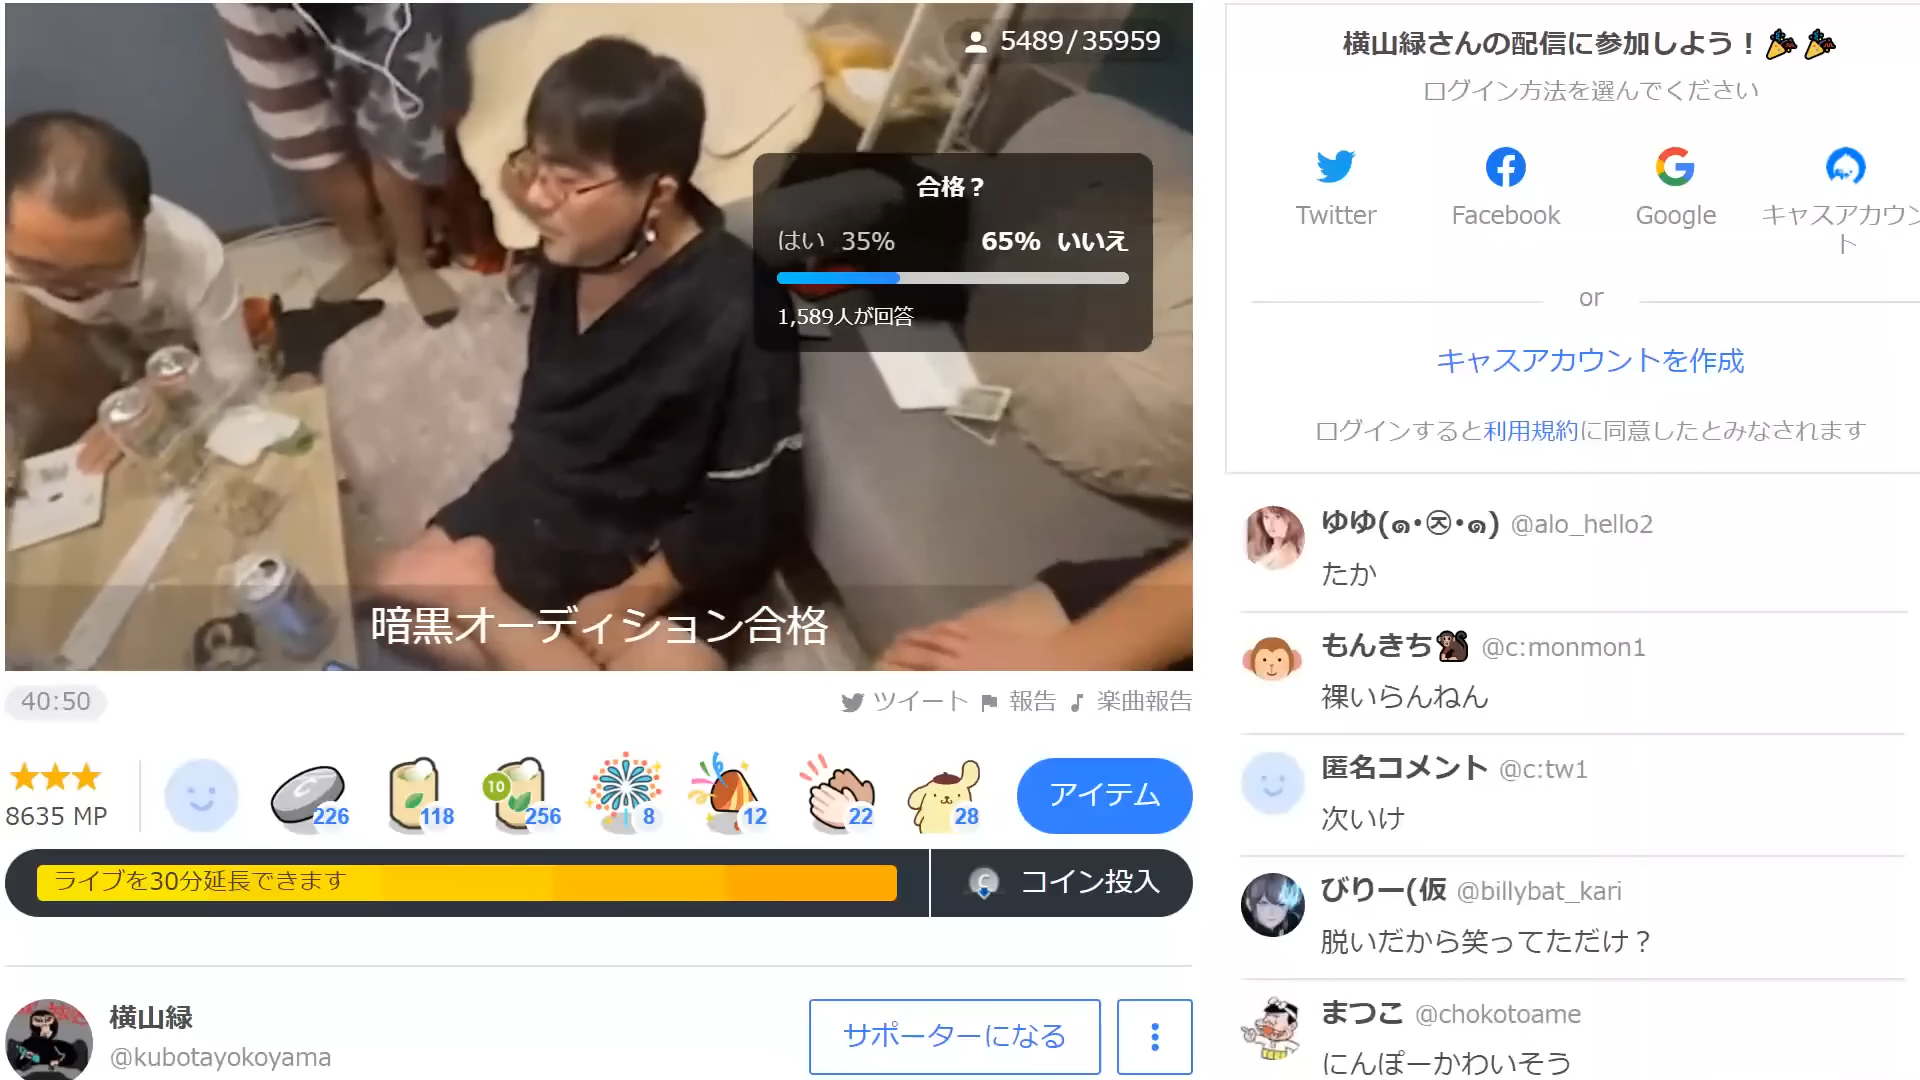 5489/35959
合格？
はい 35% 65% いいえ
1,589人が回答
暗黒オーディション合格
40:50
ツイート 報告 楽曲報告
8635 MP
226
118
10
256
8
12
22
28
アイテム
ライブを30分延長できます
C コイン投入
横山緑
@kubotayokoyama
サポーターになる
横山緑さんの配信に参加しよう！🎉🎉
ログイン方法を選んでください
Twitter
Facebook
Google
キャスアカウン
ト
or
キャスアカウントを作成
ログインすると利用規約に同意したとみなされます
ゆゆ(๑･㉨･๑) @alo_hello2
たか
もんきち🐒 @c:monmon1
裸いらんねん
匿名コメント @c:tw1
次いけ
びりー(仮 @billybat_kari
脱いだから笑ってただけ？
まつこ @chokotoame
にんぽーかわいそう